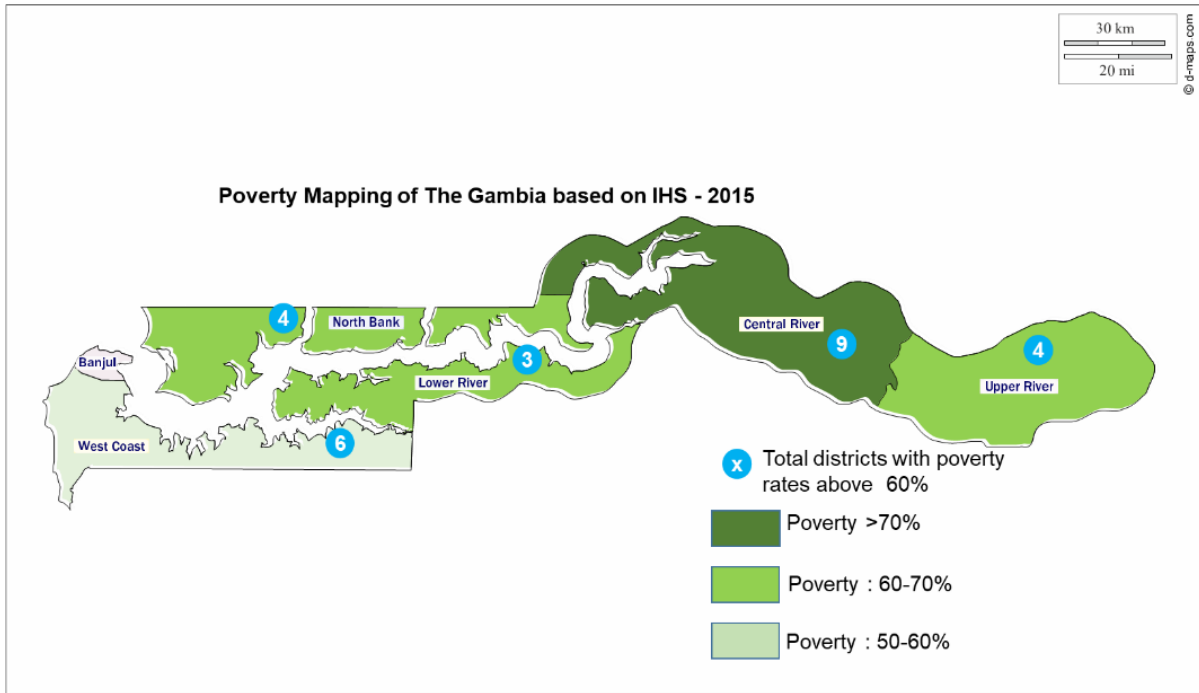 30 km
20 mi
© d-maps.com
Poverty Mapping of The Gambia based on IHS - 2015
4
North Bank
Central River
9
4
Banjul
3
Lower River
Upper River
West Coast
6
x Total districts with poverty
rates above 60%
Poverty >70%
Poverty : 60-70%
Poverty : 50-60%